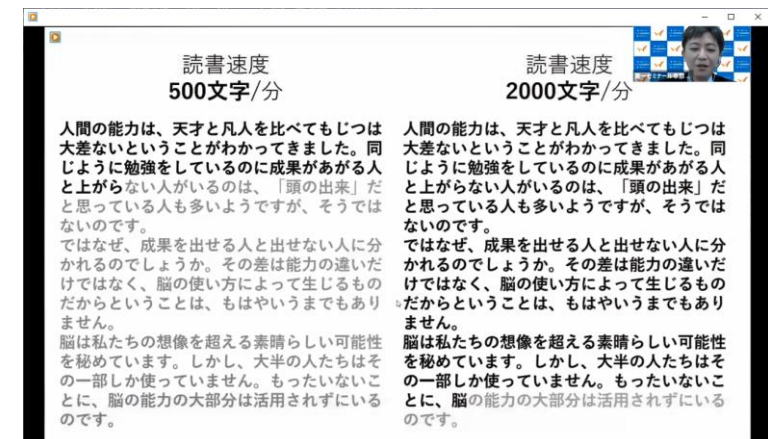 読書速度
500文字/分
人間の能力は、天才と凡人を比べてもじつは
大差ないということがわかってきました。同
じように勉強をしているのに成果があがる人
と上がらない人がいるのは、「頭の出来」だ
と思っている人も多いようですが、そうでは
ないのです。
ではなぜ、成果を出せる人と出せない人に分
かれるのでしょうか。その差は能力の違いだ
けではなく、脳の使い方によって生じるもの
だからということは、もはやいうまでもあり
ません。
脳は私たちの想像を超える素晴らしい可能性
を秘めています。しかし、大半の人たちはそ
の一部しか使っていません。もったいないこ
とに、脳の能力の大部分は活用されずにいる
のです。
読書速度
2000文字/分
人間の能力は、天才と凡人を比べてもじつは
大差ないということがわかってきました。同
じように勉強をしているのに成果があがる人
と上がらない人がいるのは、「頭の出来」だ
と思っている人も多いようですが、そうでは
ないのです。
ではなぜ、成果を出せる人と出せない人に分
かれるのでしょうか。その差は能力の違いだ
けではなく、脳の使い方によって生じるもの
だからということは、もはやいうまでもあり
ません。
脳は私たちの想像を超える素晴らしい可能性
を秘めています。しかし、大半の人たちはそ
の一部しか使っていません。もったいないこ
とに、脳の能力の大部分は活用されずにいる
のです。